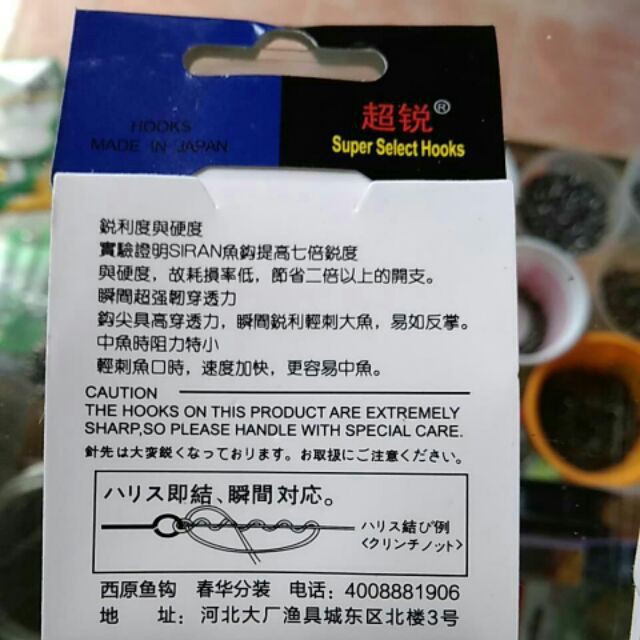 HOOKS
MADE IN JAPAN
超锐®
Super Select Hooks
鋭利度與硬度
實驗證明SIRAN魚鈎提高七倍鋭度
與硬度，故耗損率低，節省二倍以上的開支。
瞬間超强韌穿透力
鈎尖具高穿透力，瞬間鋭利輕刺大魚，易如反掌。
中魚時阻力特小
輕刺魚口時，速度加快，更容易中魚。
CAUTION
THE HOOKS ON THIS PRODUCT ARE EXTREMELY
SHARP,SO PLEASE HANDLE WITH SPECIAL CARE.
針先は大変鋭くなっております。お取扱にご注意ください。
ハリス即結、瞬間対応。
ハリス結び例
<クリンチノット>
西原鱼钩 春华分装 电话：4008881906
地 址：河北大厂渔具城东区北楼3号